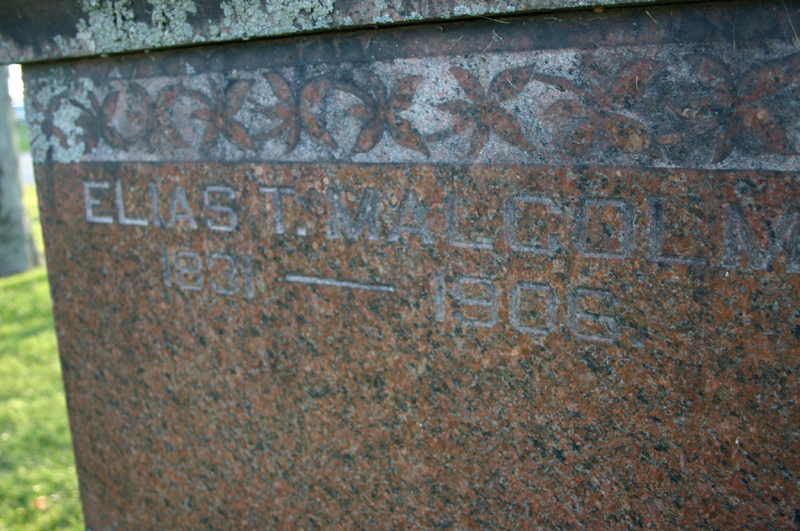 ELIAS T. MALCOLM
1831 — 1906.